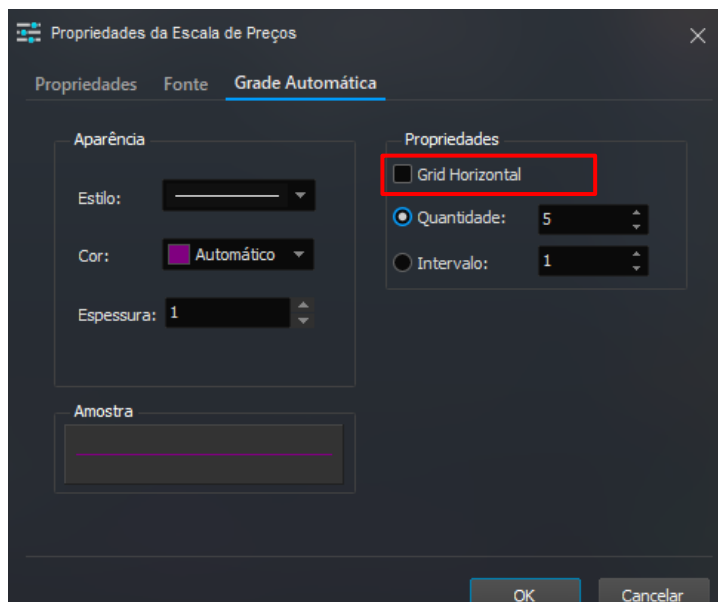 Propriedades da Escala de Preços
Propriedades Fonte Grade Automática
Aparência
Estilo:
Cor: Automático
Espessura: 1
Propriedades
Grid Horizontal
Quantidade: 5
Intervalo: 1
Amostra
OK Cancelar